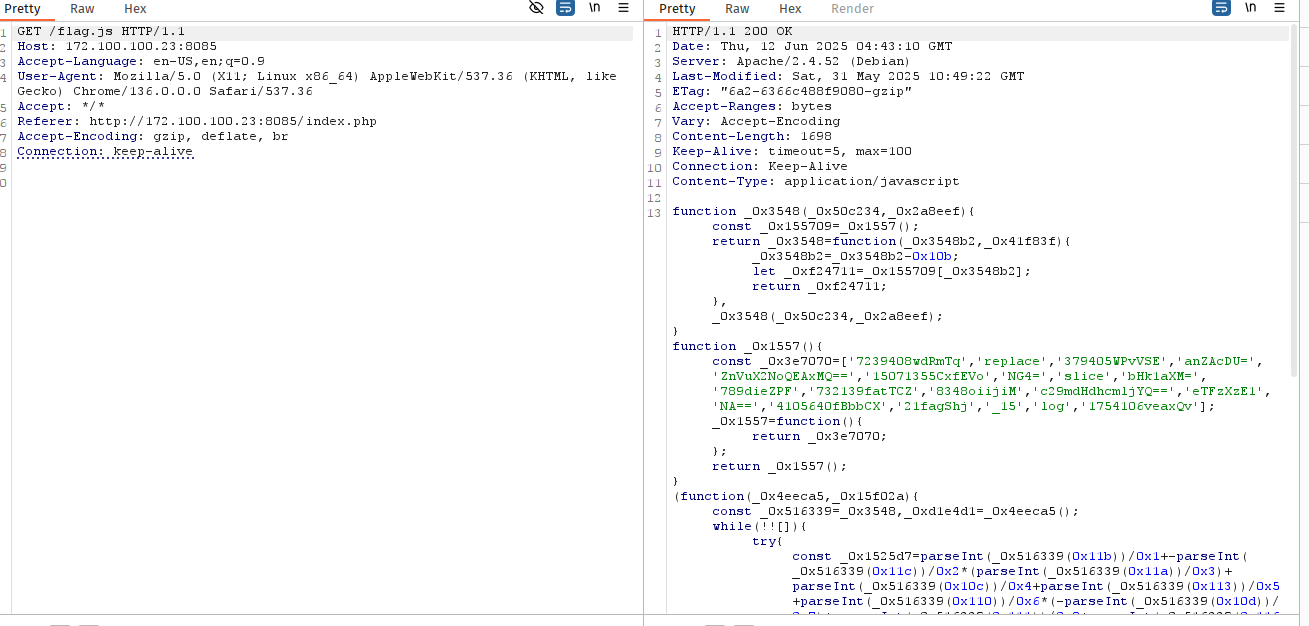 Pretty Raw Hex \n
GET /flag.js HTTP/1.1
Host: 172.100.100.23:8085
Accept-Language: en-US,en;q=0.9
User-Agent: Mozilla/5.0 (X11; Linux x86_64) AppleWebKit/537.36 (KHTML, like
Gecko) Chrome/136.0.0.0 Safari/537.36
Accept: */*
Referer: http://172.100.100.23:8085/index.php
Accept-Encoding: gzip, deflate, br
Connection: keep-alive
Pretty Raw Hex Render \n
1 HTTP/1.1 200 OK
2 Date: Thu, 12 Jun 2025 04:43:10 GMT
3 Server: Apache/2.4.52 (Debian)
4 Last-Modified: Sat, 31 May 2025 10:49:22 GMT
5 ETag: "6a2-6366c488f9080-gzip"
6 Accept-Ranges: bytes
7 Vary: Accept-Encoding
8 Content-Length: 1698
9 Keep-Alive: timeout=5, max=100
10 Connection: Keep-Alive
11 Content-Type: application/javascript
12
13 function _0x3548(_0x50c234,_0x2a8eef){
const _0x155709=_0x1557();
return _0x3548=function(_0x3548b2,_0x41f83f){
_0x3548b2=_0x3548b2-0x10b;
let _0xf24711=_0x155709[_0x3548b2];
return _0xf24711;
},
_0x3548(_0x50c234,_0x2a8eef);
}
function _0x1557(){
const _0x3e7070=['7239408wdRmTq','replace','379405WPvVSE','anZAcDU=',
'ZnVuX2NoQEAxMQ==','15071355CxfEVo','NG4=','slice','bHk1aXM=',
'789dieZPF','732139fatTCZ','8348oiijiM','c29mdHdhcmljYQ==','eTFzXzE1',
'NA==','4105640fBbbCX','21fagShj','_15','log','1754106veaxQv'];
_0x1557=function(){
return _0x3e7070;
};
return _0x1557();
}
(function(_0x4eeca5,_0x15f02a){
const _0x516339=_0x3548,_0xd1e4d1=_0x4eeca5();
while(!![]){
try{
const _0x1525d7=parseInt(_0x516339(0x11b))/0x1+-parseInt(
_0x516339(0x11c))/0x2*(parseInt(_0x516339(0x11a))/0x3)+
parseInt(_0x516339(0x10c))/0x4+parseInt(_0x516339(0x113))/0x5
+parseInt(_0x516339(0x110))/0x6*(-parseInt(_0x516339(0x10d))/